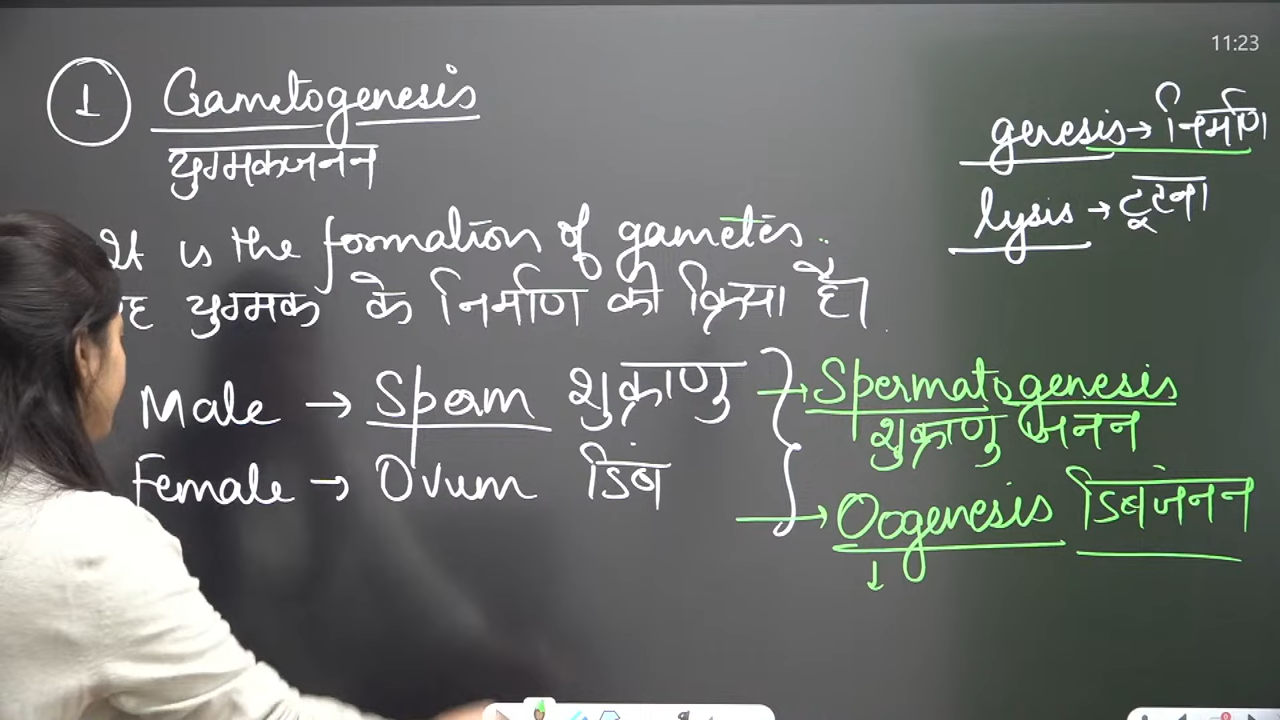 11:23
① Gametogenesis
युग्मकजनन
genesis → निर्माण
lysis → टूटना
It is the formation of gametes.
युग्मक के निर्माण की क्रिया है।
Male → Sperm शुक्राणु
Female → Ovum डिंब
→ Spermatogenesis
शुक्राणु जनन
→ Oogenesis डिंबजनन
↓